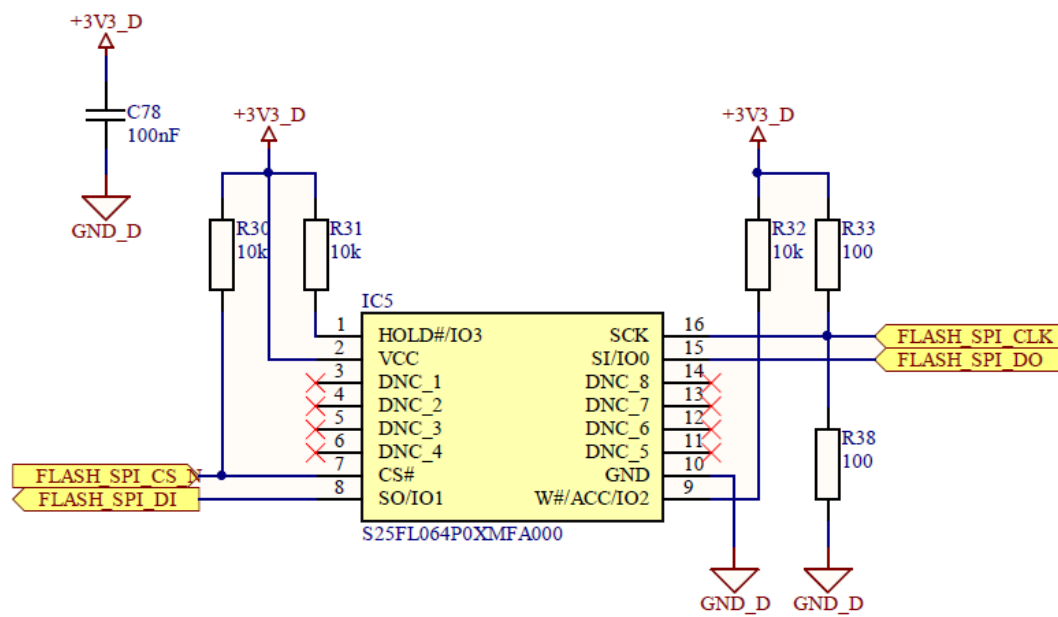 +3V3_D
C78
100nF
GND_D
+3V3_D
+3V3_D
R30
10k
R31
10k
R32
10k
R33
100
IC5
1 HOLD#/IO3 SCK 16
2 VCC SI/IO0 15
3 DNC_1 DNC_8 14
4 DNC_2 DNC_7 13
5 DNC_3 DNC_6 12
6 DNC_4 DNC_5 11
7 CS# GND 10
8 SO/IO1 W#/ACC/IO2 9
FLASH_SPI_CLK
FLASH_SPI_DO
FLASH_SPI_CS_N
FLASH_SPI_DI
R38
100
S25FL064P0XMFA000
GND_D
GND_D